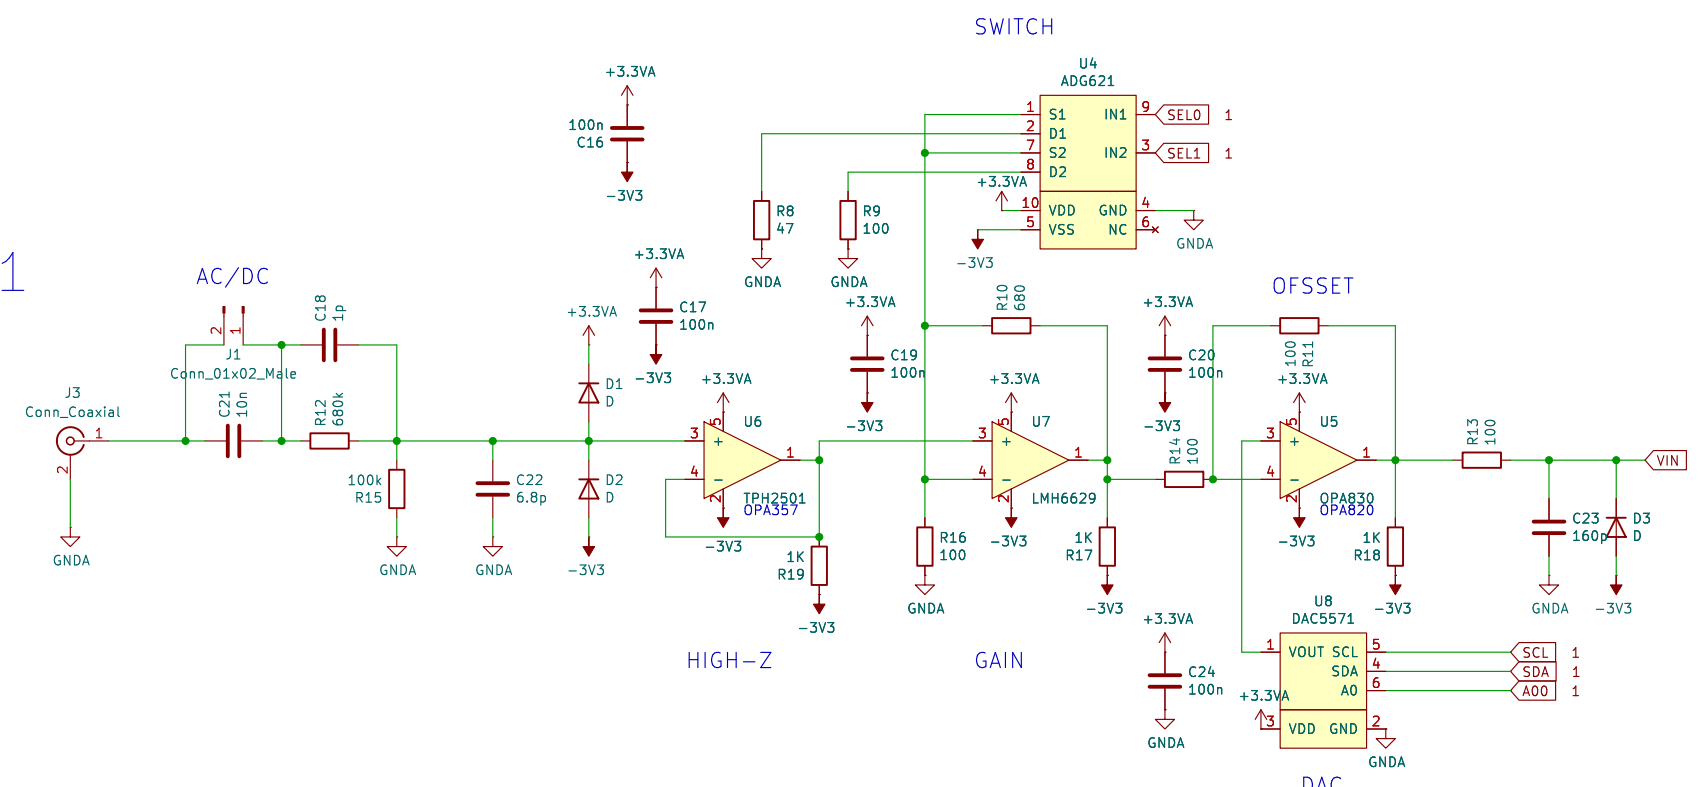 SWITCH
U4
ADG621
1 S1 IN1 9 SEL0 1
2 D1
7 S2 IN2 3 SEL1 1
8 D2
+3.3VA
10 VDD GND 4
5 VSS NC 6
-3V3
GNDA
+3.3VA
100n
C16
-3V3
R8
47
GNDA
R9
100
GNDA
1
AC/DC
2 1
J1
Conn_01x02_Male
C18
1p
J3
Conn_Coaxial
1
2
GNDA
C21
10n
R12
680k
100k
R15
GNDA
C22
6.8p
GNDA
+3.3VA
D1
D
D2
D
-3V3
+3.3VA
C17
100n
-3V3
+3.3VA
U6
5
3 +
1
4 -
2
TPH2501
OPA357
-3V3
1K
R19
-3V3
HIGH-Z
+3.3VA
C19
100n
-3V3
R10
680
+3.3VA
U7
5
3 +
1
4 -
2
LMH6629
-3V3
R16
100
GNDA
1K
R17
-3V3
GAIN
OFSSET
+3.3VA
C20
100n
-3V3
R14
100
100
R11
+3.3VA
U5
5
3 +
1
4 -
2
OPA830
OPA820
-3V3
1K
R18
-3V3
R13
100
VIN
C23
160p
GNDA
D3
D
-3V3
+3.3VA
C24
100n
GNDA
U8
DAC5571
1 VOUT SCL 5 SCL 1
SDA 4 SDA 1
A0 6 A00 1
+3.3VA
3 VDD GND 2
GNDA
DAC